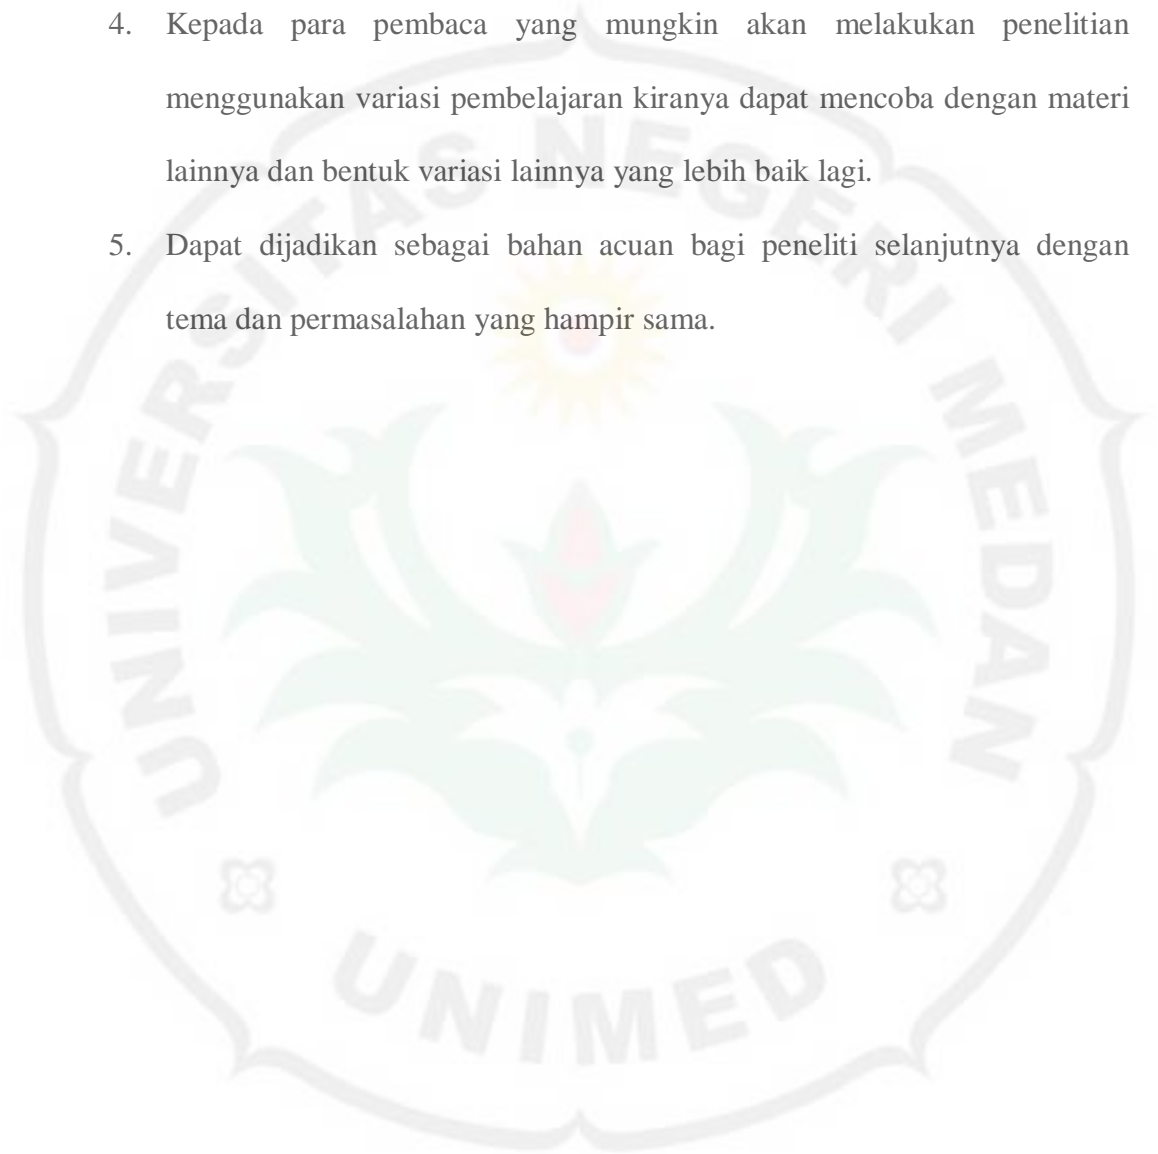 4. Kepada para pembaca yang mungkin akan melakukan penelitian
menggunakan variasi pembelajaran kiranya dapat mencoba dengan materi
lainnya dan bentuk variasi lainnya yang lebih baik lagi.
5. Dapat dijadikan sebagai bahan acuan bagi peneliti selanjutnya dengan
tema dan permasalahan yang hampir sama.
UNIVERSITAS NEGERI MEDAN
UNIMED